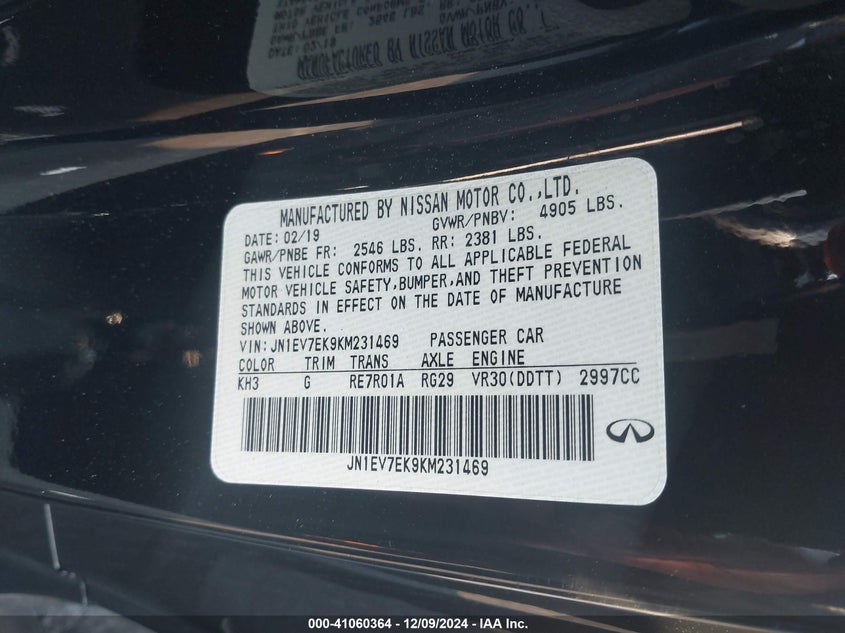 MANUFACTURED BY NISSAN MOTOR CO.,LTD.
DATE: 02/19 GVWR/PNBV: 4905 LBS.
GAWR/PNBE FR: 2546 LBS. RR: 2381 LBS.
THIS VEHICLE CONFORMS TO ALL APPLICABLE FEDERAL
MOTOR VEHICLE SAFETY,BUMPER,AND THEFT PREVENTION
STANDARDS IN EFFECT ON THE DATE OF MANUFACTURE
SHOWN ABOVE.
VIN: JN1EV7EK9KM231469 PASSENGER CAR
COLOR TRIM TRANS AXLE ENGINE
KH3 G RE7R01A RG29 VR30(DDTT) 2997CC
JN1EV7EK9KM231469
000-41060364 / 12/09/2024 - IAA Inc.